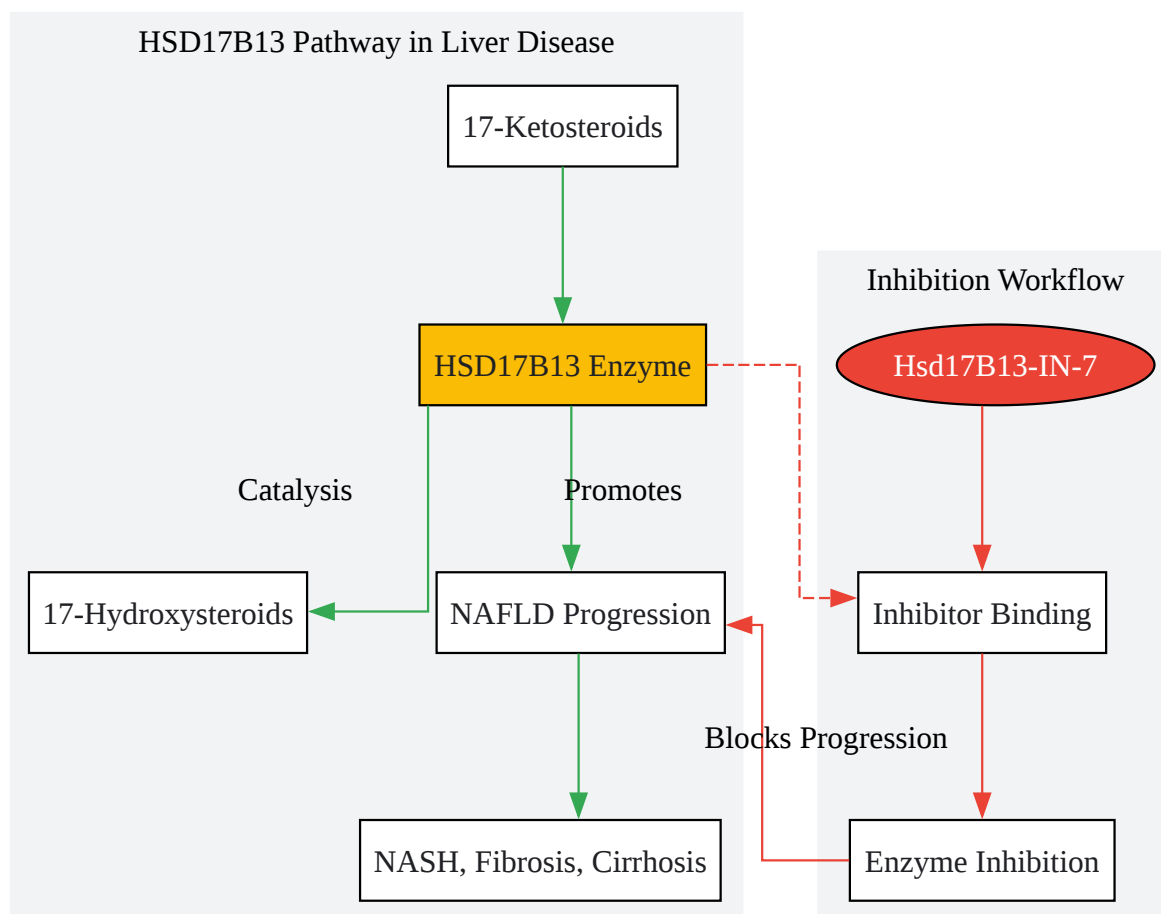 HSD17B13 Pathway in Liver Disease
17-Ketosteroids
Inhibition Workflow
HSD17B13 Enzyme
Hsd17B13-IN-7
Catalysis
Promotes
17-Hydroxysteroids
NAFLD Progression
Inhibitor Binding
Blocks Progression
NASH, Fibrosis, Cirrhosis
Enzyme Inhibition